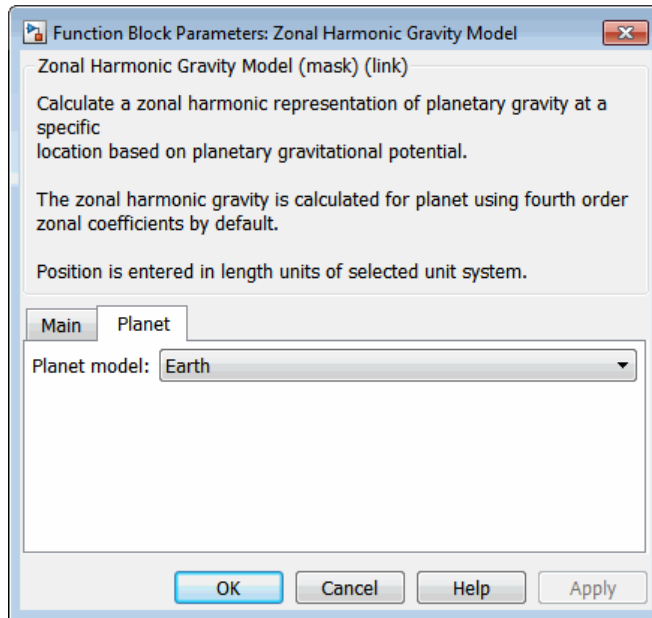 Function Block Parameters: Zonal Harmonic Gravity Model
Zonal Harmonic Gravity Model (mask) (link)
Calculate a zonal harmonic representation of planetary gravity at a
specific
location based on planetary gravitational potential.
The zonal harmonic gravity is calculated for planet using fourth order
zonal coefficients by default.
Position is entered in length units of selected unit system.
Main Planet
Planet model: Earth
OK Cancel Help Apply